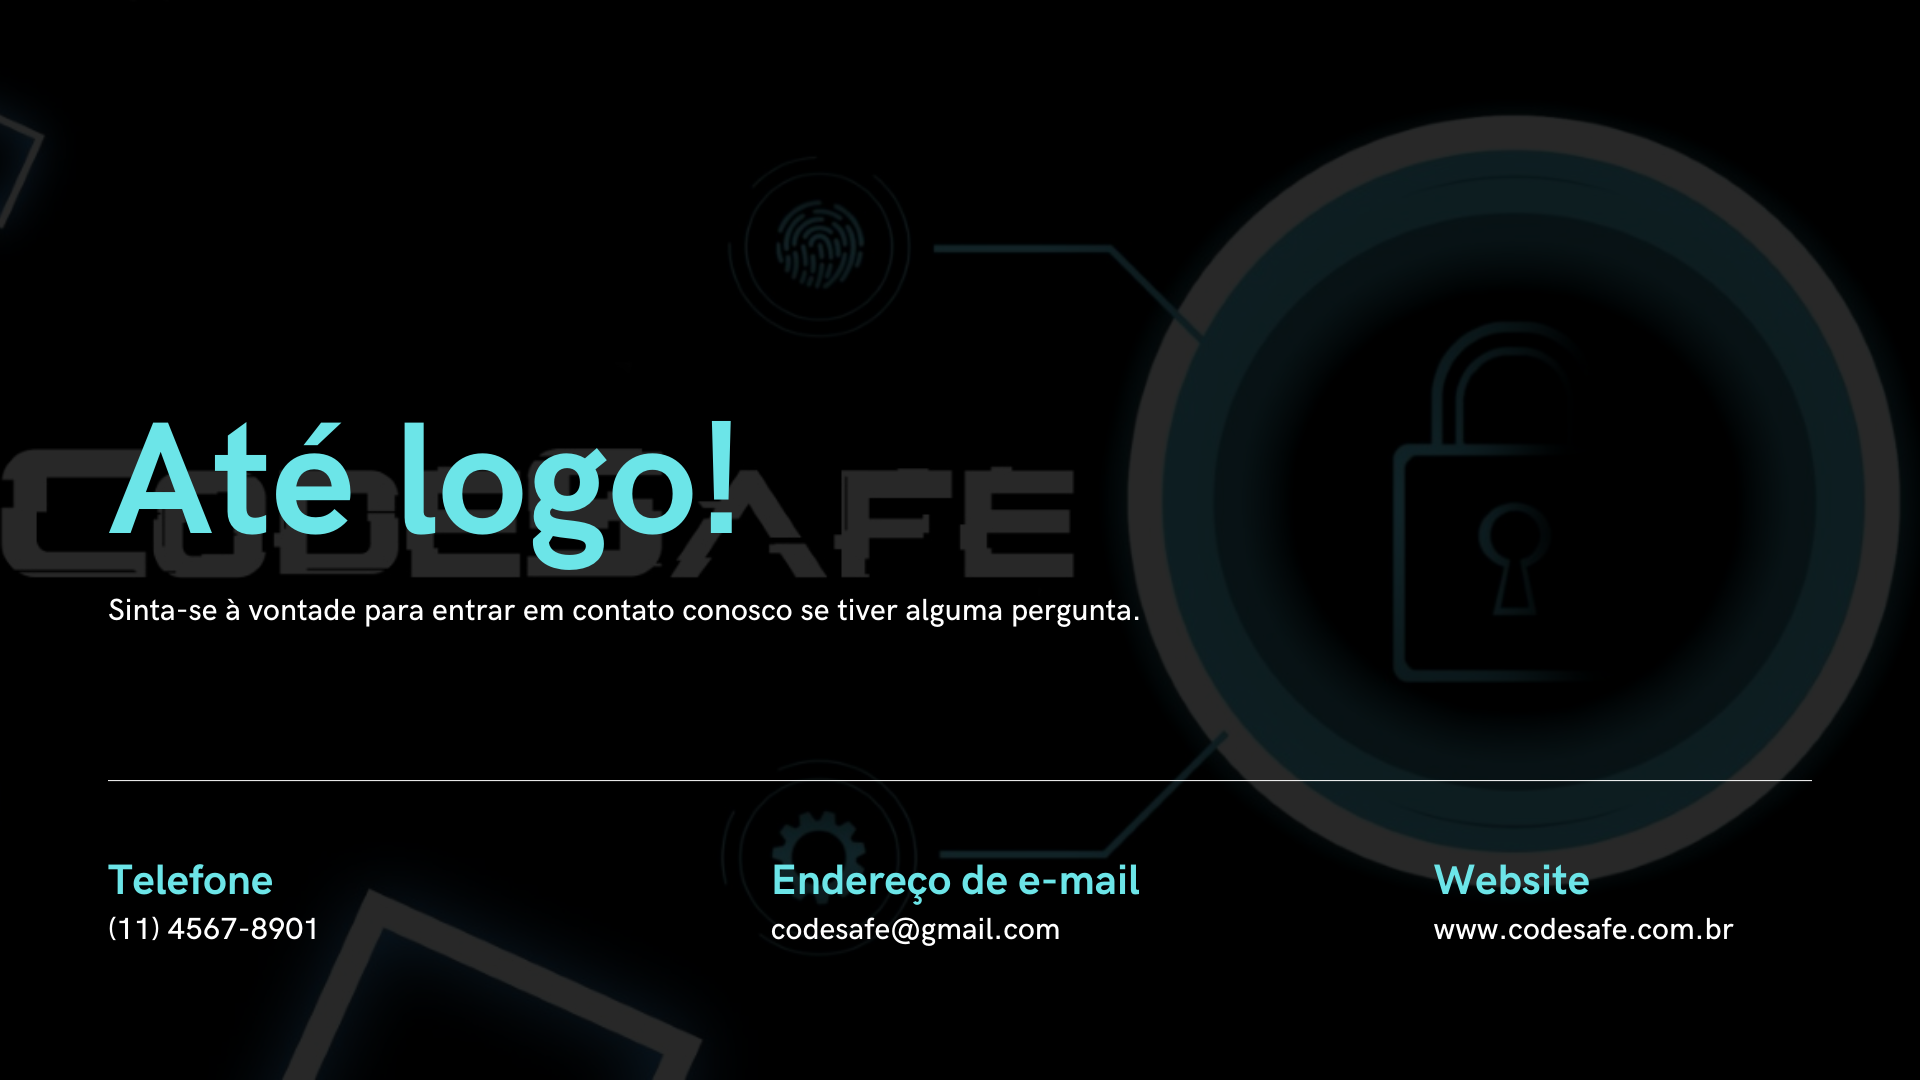 Até logo!
CODESAFE
Sinta-se à vontade para entrar em contato conosco se tiver alguma pergunta.
Telefone
(11) 4567-8901
Endereço de e-mail
codesafe@gmail.com
Website
www.codesafe.com.br